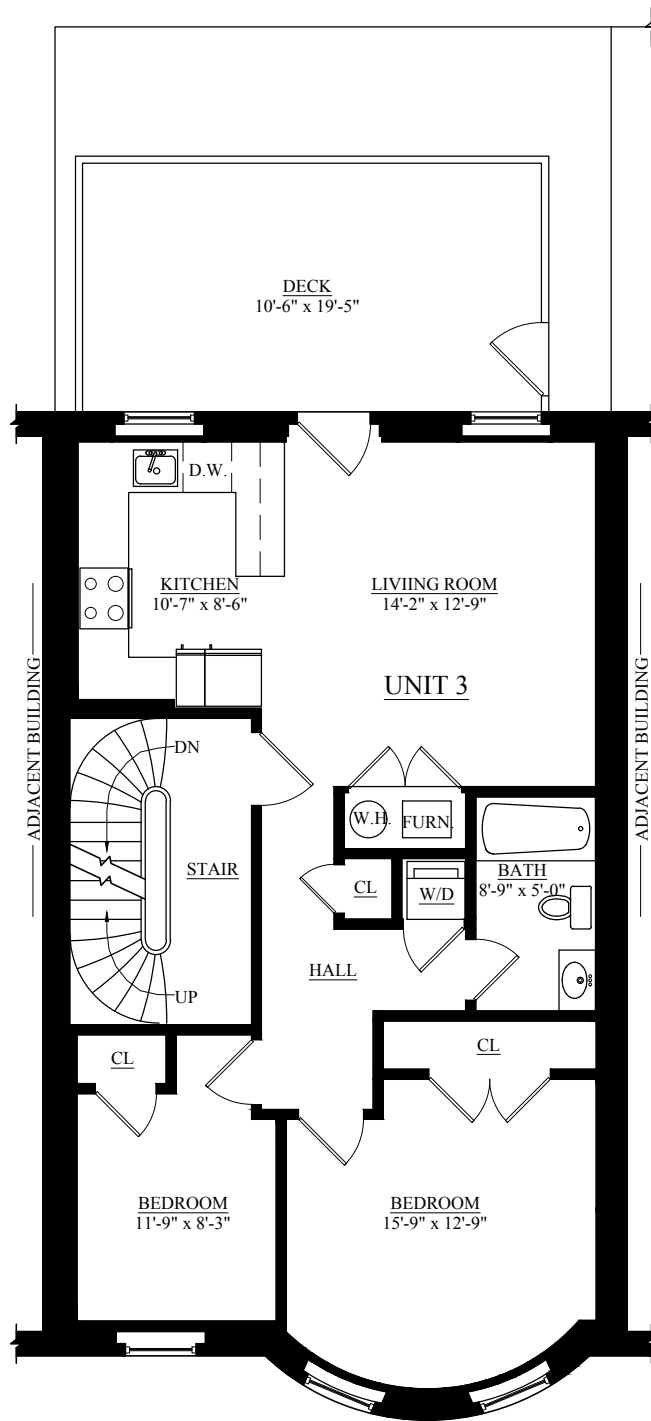 DECK
10'-6" x 19'-5"
D.W.
KITCHEN
10'-7" x 8'-6"
LIVIING ROOM
14'-2" x 12'-9"
UNIT 3
ADJACENT BUILDING
ADJACENT BUILDING
DN
W.H.
FURN.
STAIR
CL
W/D
BATH
8'-9" x 5'-0"
HALL
UP
CL
CL
BEDROOM
11'-9" x 8'-3"
BEDROOM
15'-9" x 12'-9"